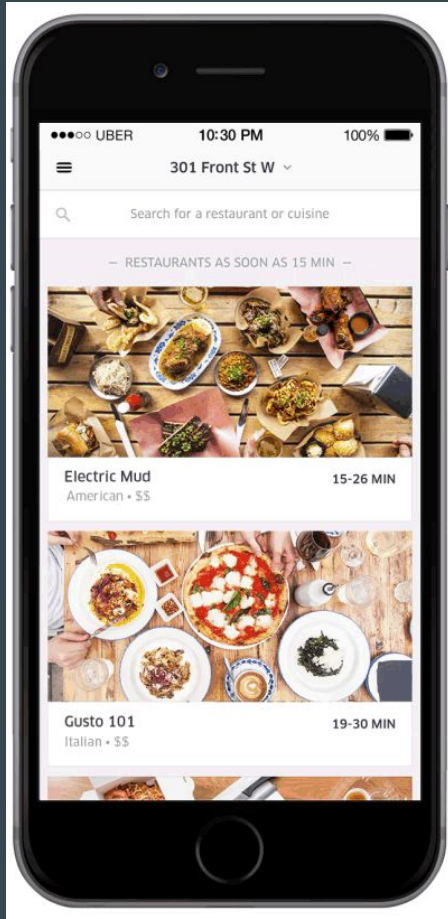 UBER 10:30 PM 100%
301 Front St W
Search for a restaurant or cuisine
— RESTAURANTS AS SOON AS 15 MIN —
Electric Mud 15-26 MIN
American • $$
Gusto 101 19-30 MIN
Italian • $$